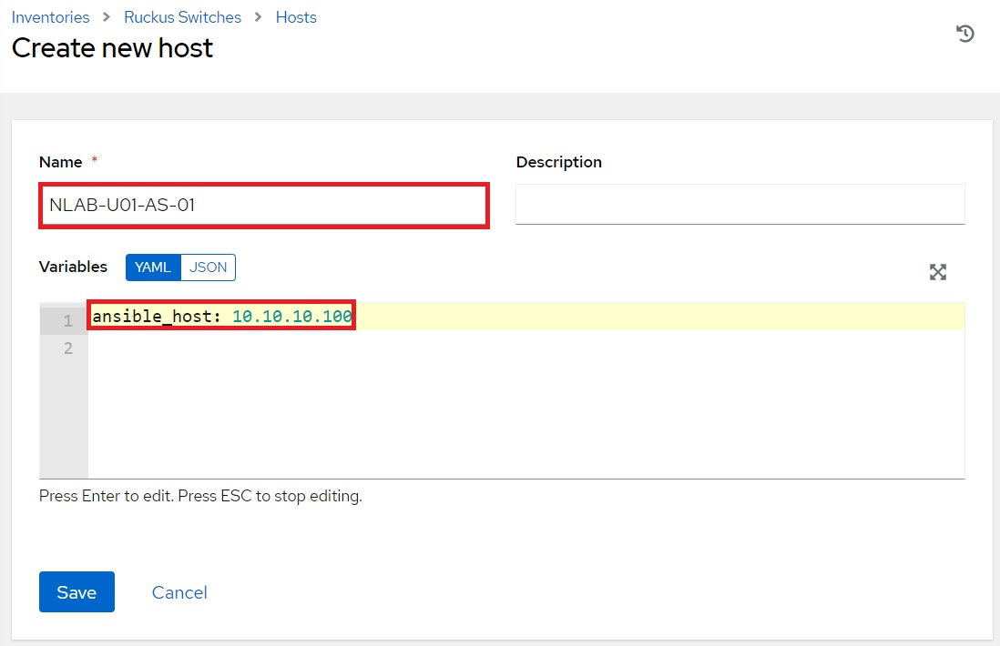 Inventories > Ruckus Switches > Hosts
Create new host
Name * Description
NLAB-U01-AS-01
Variables YAML JSON
1 ansible_host: 10.10.10.100
2
Press Enter to edit. Press ESC to stop editing.
Save Cancel